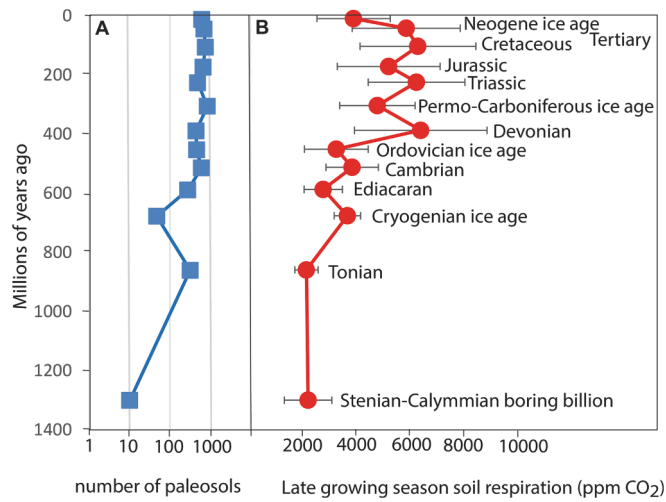 A
B
0
200
400
600
800
1000
1200
1400
Millions of years ago
Neogene ice age
Tertiary
Cretaceous
Jurassic
Triassic
Permo-Carboniferous ice age
Devonian
Ordovician ice age
Cambrian
Ediacaran
Cryogenian ice age
Tonian
Stenian-Calymmian boring billion
1 10 100 1000
2000 4000 6000 8000 10000
number of paleosols
Late growing season soil respiration (ppm CO2)